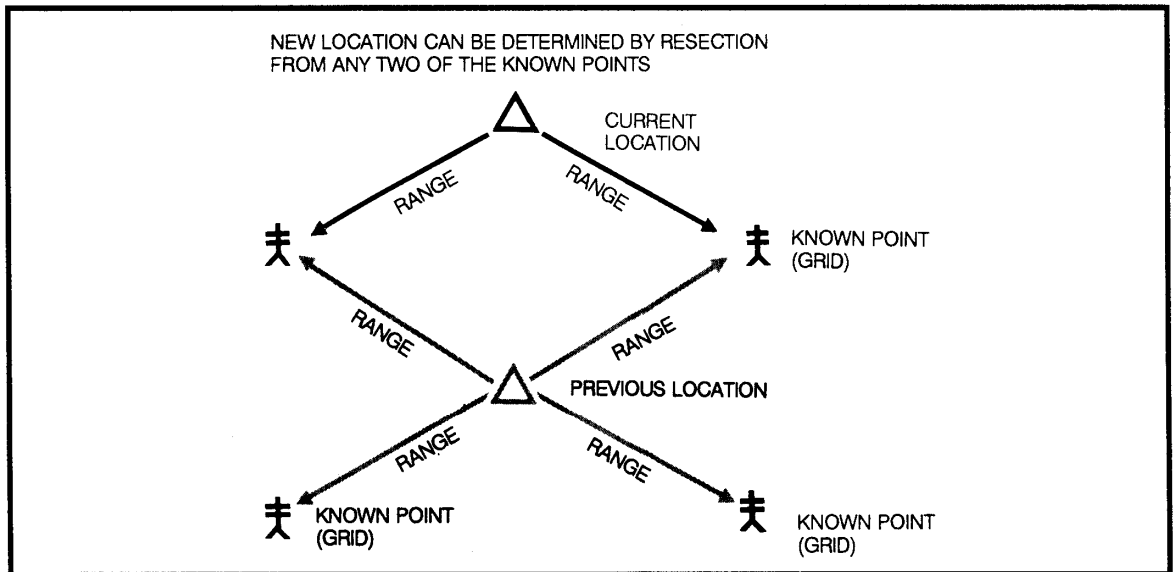 NEW LOCATION CAN BE DETERMINED BY RESECTION
FROM ANY TWO OF THE KNOWN POINTS
CURRENT
LOCATION
RANGE
RANGE
KNOWN POINT
(GRID)
RANGE
RANGE
PREVIOUS LOCATION
RANGE
RANGE
KNOWN POINT
(GRID)
KNOWN POINT
(GRID)